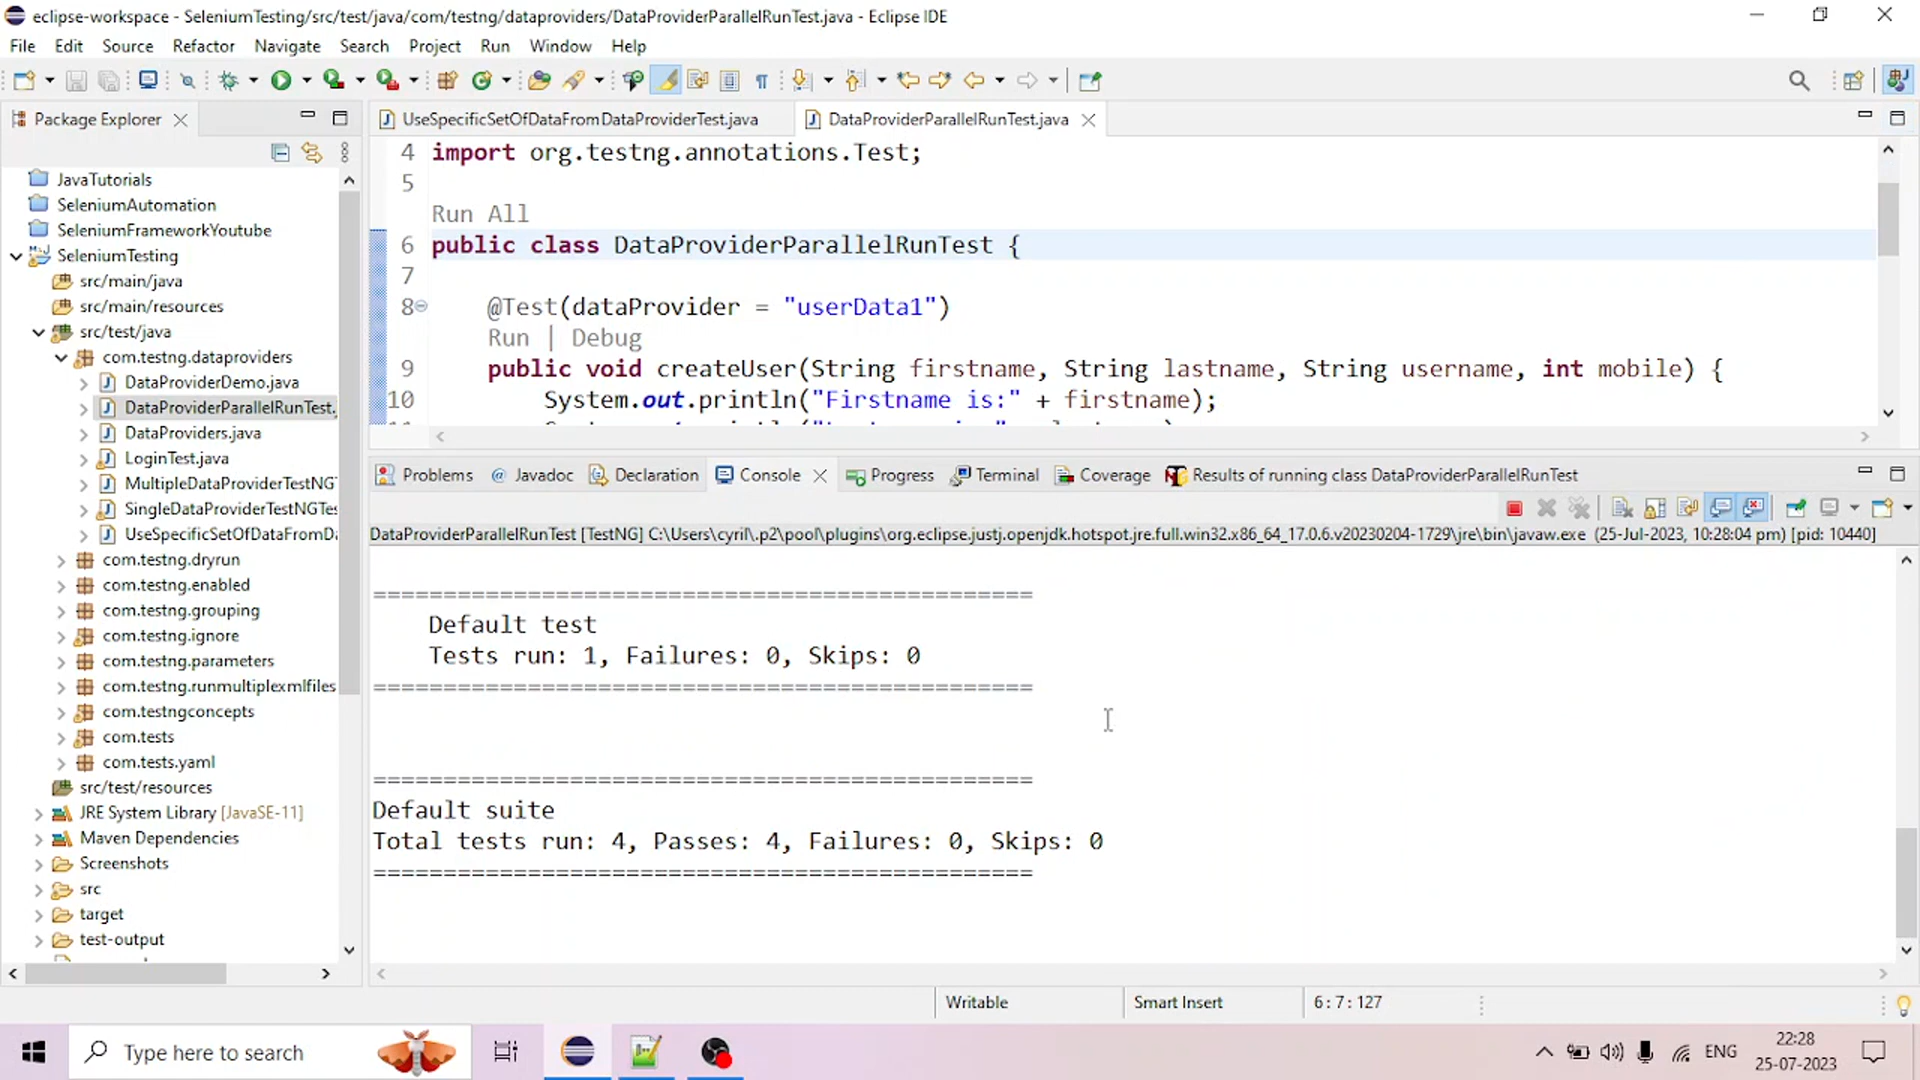 eclipse-workspace - SeleniumTesting/src/test/java/com/testng/dataproviders/DataProviderParallelRunTest.java - Eclipse IDE
File Edit Source Refactor Navigate Search Project Run Window Help
Package Explorer
JavaTutorials
SeleniumAutomation
SeleniumFrameworkYoutube
SeleniumTesting
src/main/java
src/main/resources
src/test/java
com.testng.dataproviders
DataProviderDemo.java
DataProviderParallelRunTest.
DataProviders.java
LoginTest.java
MultipleDataProviderTestNG
SingleDataProviderTestNGTes
UseSpecificSetOfDataFromDa
com.testng.dryrun
com.testng.enabled
com.testng.grouping
com.testng.ignore
com.testng.parameters
com.testng.runmultiplexmlfiles
com.testngconcepts
com.tests
com.tests.yaml
src/test/resources
JRE System Library [JavaSE-11]
Maven Dependencies
Screenshots
src
target
test-output
UseSpecificSetOfDataFromDataProviderTest.java DataProviderParallelRunTest.java
4 import org.testng.annotations.Test;
5
Run All
6 public class DataProviderParallelRunTest {
7
8 @Test(dataProvider = "userData1")
Run | Debug
9 public void createUser(String firstname, String lastname, String username, int mobile) {
10 System.out.println("Firstname is:" + firstname);
Problems @ Javadoc Declaration Console Progress Terminal Coverage Results of running class DataProviderParallelRunTest
DataProviderParallelRunTest [TestNG] C:\Users\cyril\.p2\pool\plugins\org.eclipse.justj.openjdk.hotspot.jre.full.win32.x86_64_17.0.6.v20230204-1729\jre\bin\javaw.exe (25-Jul-2023, 10:28:04 pm) [pid: 10440]
===============================================
Default test
Tests run: 1, Failures: 0, Skips: 0
===============================================
===============================================
Default suite
Total tests run: 4, Passes: 4, Failures: 0, Skips: 0
===============================================
Writable Smart Insert 6 : 7 : 127
Type here to search
ENG
22:28
25-07-2023